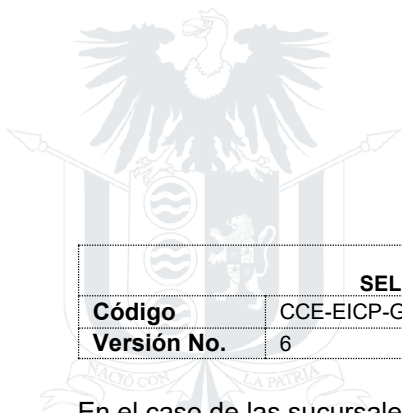 SEL
Código CCE-EICP-G
Versión No. 6
NACIÓ CON LA PATRIA
En el caso de las sucursale